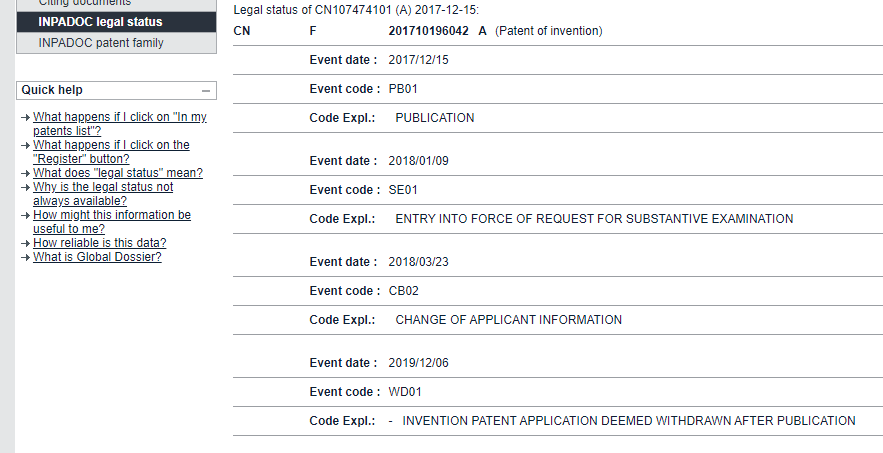 Citing documents
INPADOC legal status
INPADOC patent family
Quick help
What happens if I click on "In my
patents list"?
What happens if I click on the
"Register" button?
What does "legal status" mean?
Why is the legal status not
always available?
How might this information be
useful to me?
How reliable is this data?
What is Global Dossier?
Legal status of CN107474101 (A) 2017-12-15:
CN F 201710196042 A (Patent of invention)
Event date : 2017/12/15
Event code : PB01
Code Expl.: PUBLICATION
Event date : 2018/01/09
Event code : SE01
Code Expl.: ENTRY INTO FORCE OF REQUEST FOR SUBSTANTIVE EXAMINATION
Event date : 2018/03/23
Event code : CB02
Code Expl.: CHANGE OF APPLICANT INFORMATION
Event date : 2019/12/06
Event code : WD01
Code Expl.: - INVENTION PATENT APPLICATION DEEMED WITHDRAWN AFTER PUBLICATION